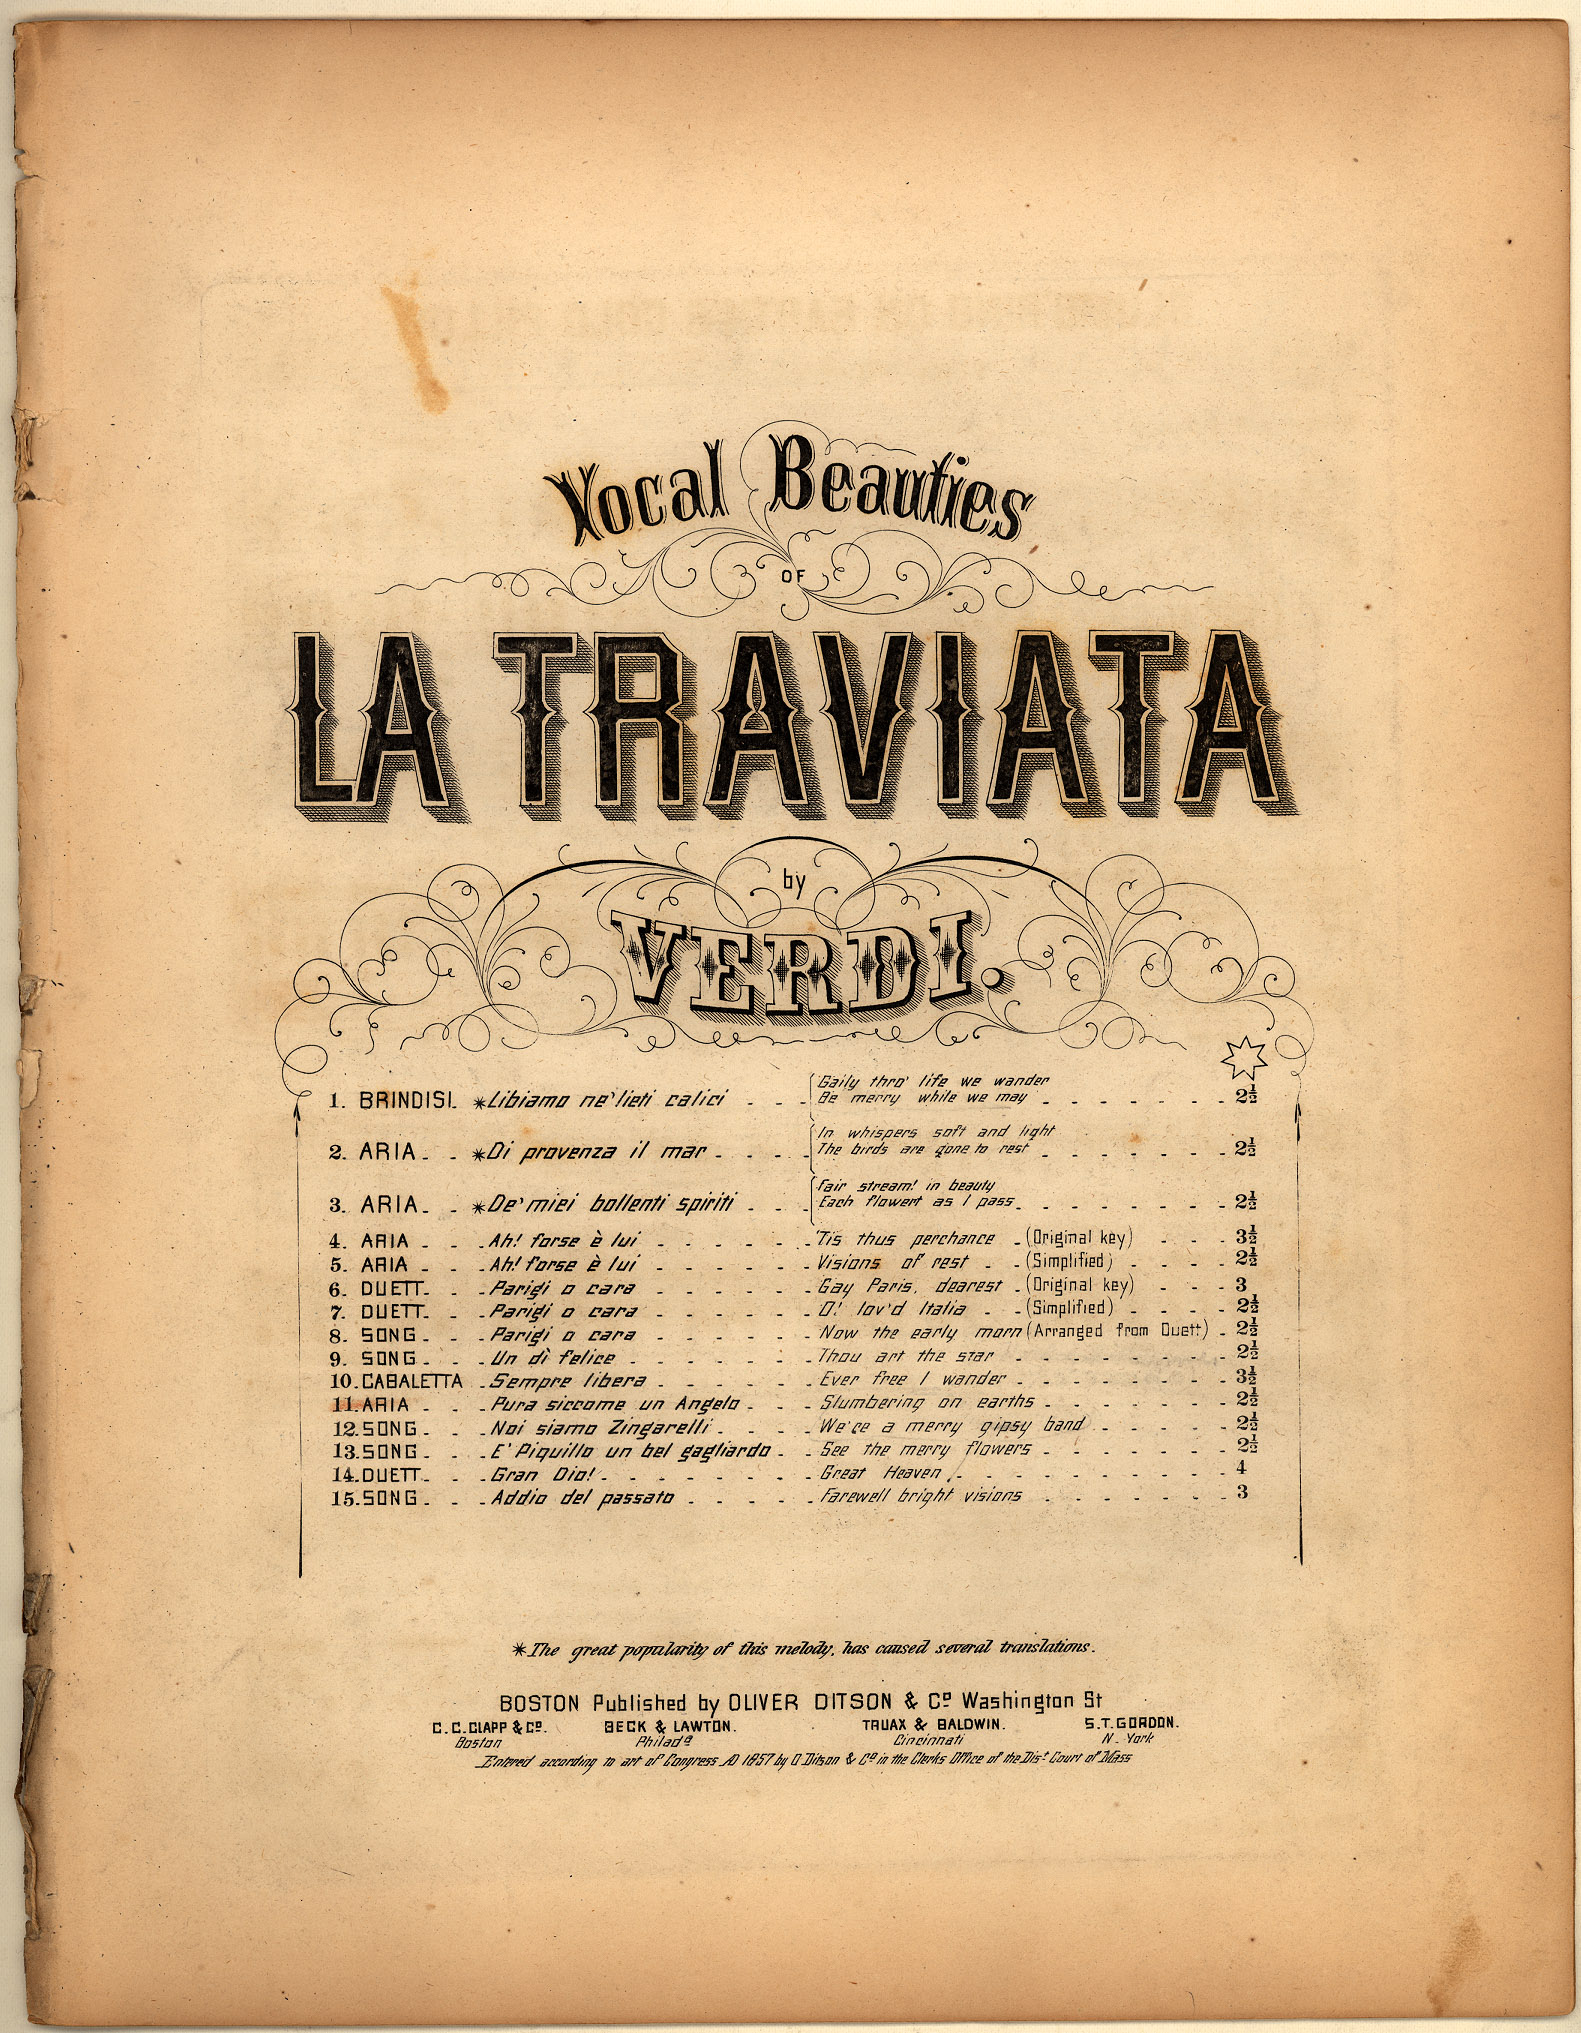 Vocal Beauties
OF
LA TRAVIATA
by
VERDI.
1. BRINDISI. *Libiamo ne' lieti calici - - - {Gaily thro' life we wander
Be merry while we may - - - - - - - 2½
2. ARIA - - *Di provenza il mar - - - - {In whispers soft and light
The birds are gone to rest - - - - - - - 2½
3. ARIA - - *De' miei bollenti spiriti - - - {Fair stream! in beauty
Each flowert as I pass - - - - - - - - 2½
4. ARIA - - - Ah! forse è lui - - - - - - - 'Tis thus perchance - (Original key) - - - 3½
5. ARIA - - - Ah! forse è lui - - - - - - - Visions of rest - - (Simplified) - - - - 2½
6. DUETT - - - Parigi o cara - - - - - - - Gay Paris, dearest - (Original key) - - - 3
7. DUETT - - - Parigi o cara - - - - - - - O! lov'd Italia - - (Simplified) - - - - - 2½
8. SONG - - - Parigi o cara - - - - - - - Now the early morn (Arranged from Duett) - 2½
9. SONG - - - Un dì felice - - - - - - - - Thou art the star - - - - - - - - 2½
10. CABALETTA - Sempre libera - - - - - - - Ever free I wander - - - - - - - - 3½
11. ARIA - - - Pura siccome un Angelo - - - - Slumbering on earths - - - - - - - 2½
12. SONG - - - Noi siamo Zingarelli - - - - - We're a merry gipsy band - - - - - - 2½
13. SONG - - - E' Piquillo un bel gagliardo - - See the merry flowers - - - - - - - 2½
14. DUETT - - - Gran Dio! - - - - - - - - Great Heaven - - - - - - - - - - 4
15. SONG - - - Addio del passato - - - - - - Farewell bright visions - - - - - - - 3
*The great popularity of this melody, has caused several translations.
BOSTON Published by OLIVER DITSON & Co Washington St
C. C. CLAPP & Co. BECK & LAWTON. TRUAX & BALDWIN. S. T. GORDON.
Boston Philada Cincinnati N. York
Entered according to art of Congress AD 1857 by O Ditson & Co in the Clerks Office of the Dist Court of Mass